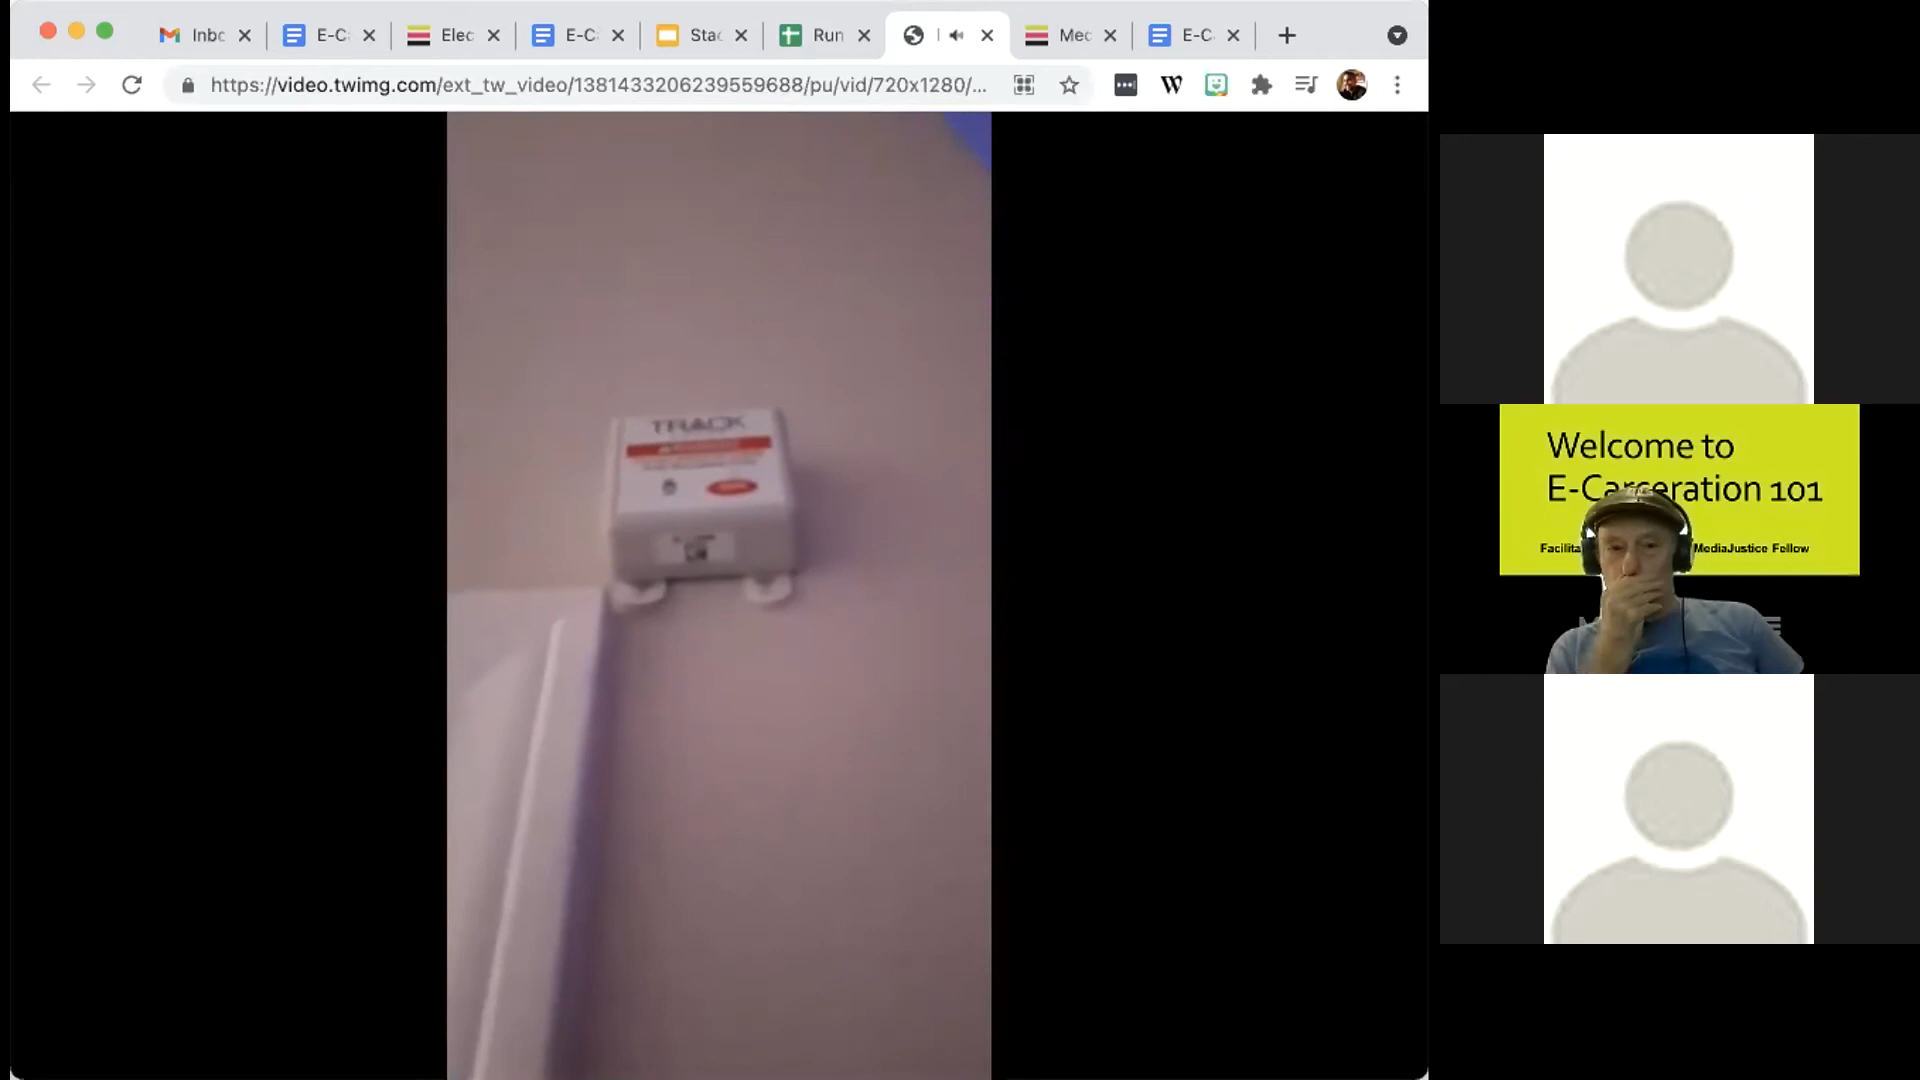 Inbc
E-C
Elec
E-C
Stac
Run
Mec
E-C
https://video.twimg.com/ext_tw_video/1381433206239559688/pu/vid/720x1280/...
W
TRACK
Welcome to
E-Carceration 101
Facilita
MediaJustice Fellow